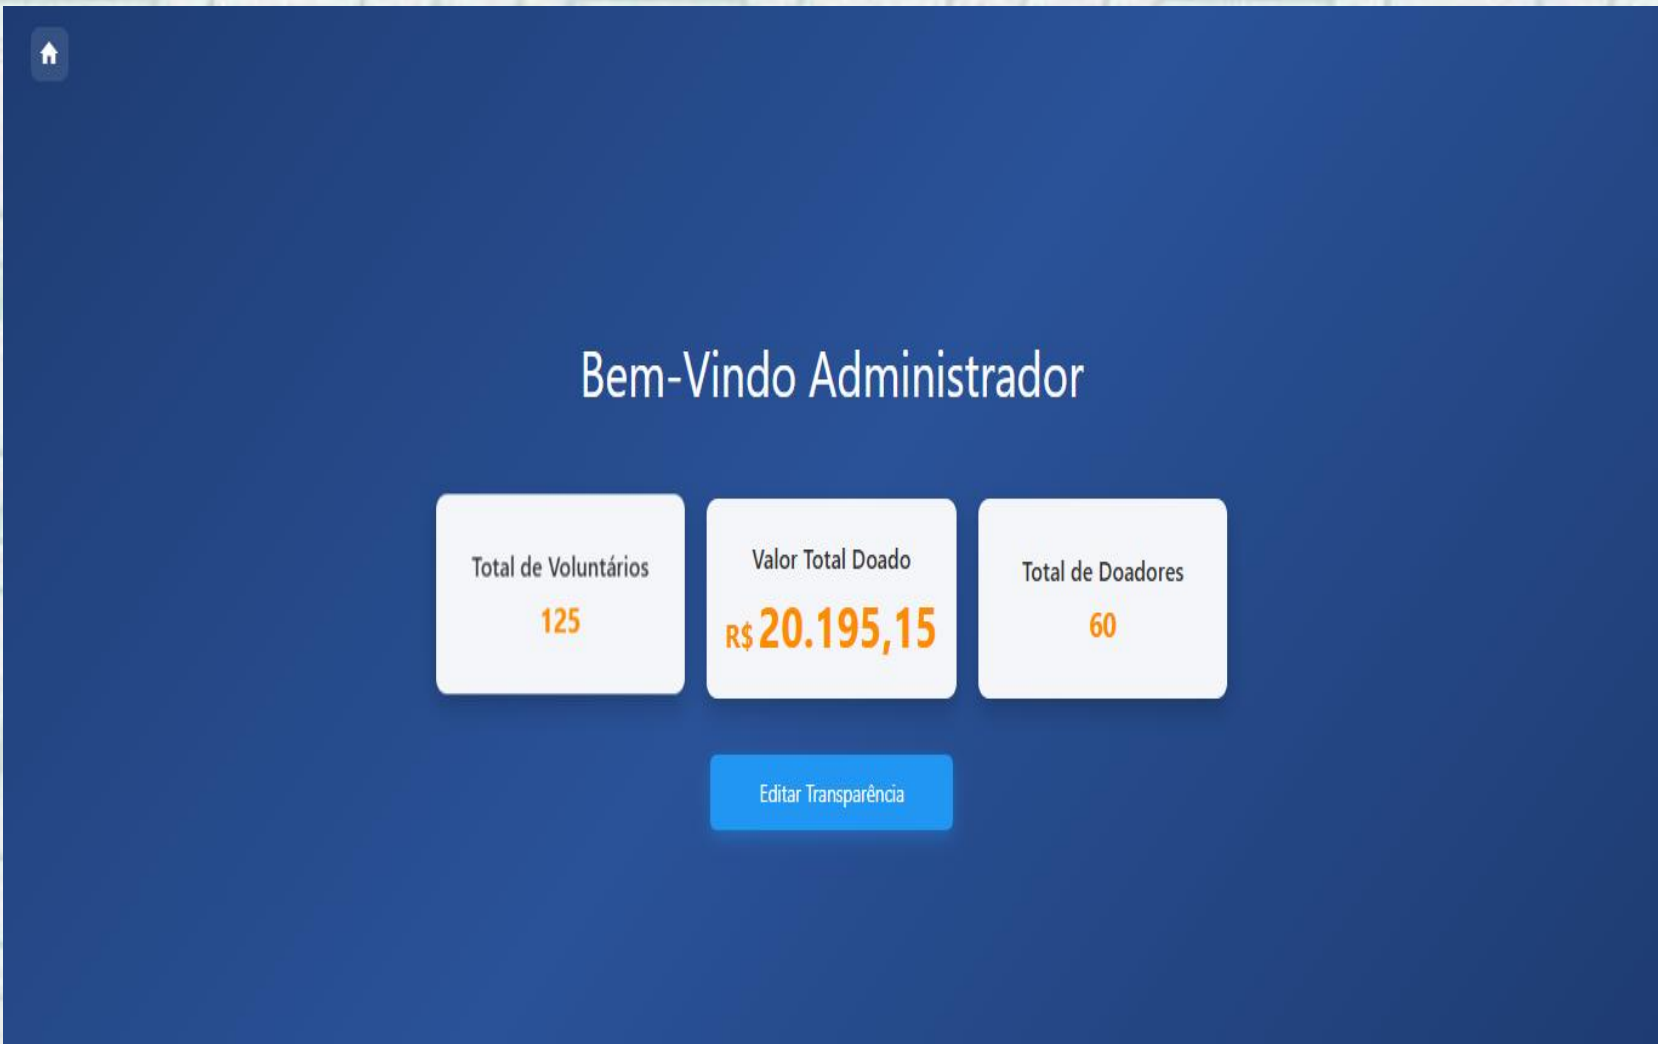 Bem-Vindo Administrador
Total de Voluntários
125
Valor Total Doado
R$ 20.195,15
Total de Doadores
60
Editar Transparência